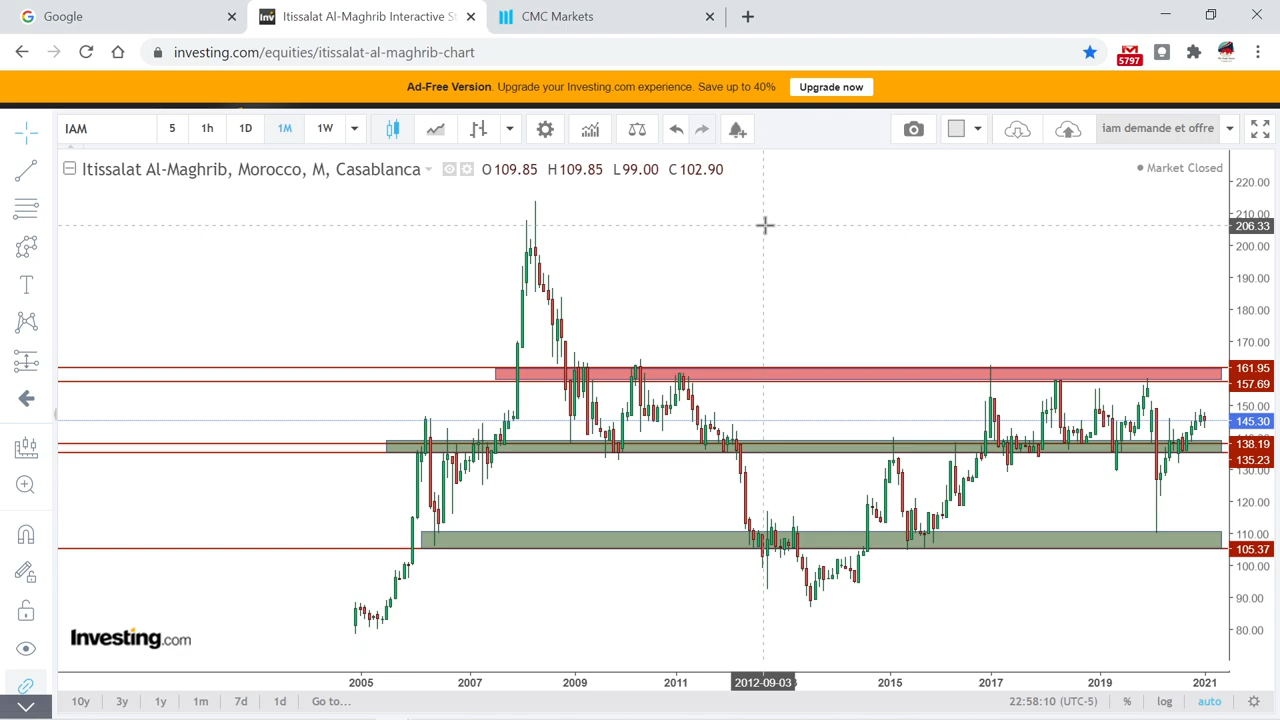 Google
Inv
Itissalat Al-Maghrib Interactive St
CMC Markets
investing.com/equities/itissalat-al-maghrib-chart
5797
Ad-Free Version. Upgrade your Investing.com experience. Save up to 40%
Upgrade now
IAM
5
1h
1D
1M
1W
iam demande et offre
Itissalat Al-Maghrib, Morocco, M, Casablanca
O109.85 H109.85 L99.00 C102.90
Market Closed
220.00
210.00
206.33
200.00
190.00
180.00
170.00
161.95
157.69
150.00
145.30
138.19
135.23
130.00
120.00
110.00
105.37
100.00
90.00
80.00
Investing.com
2005
2007
2009
2011
2012-09-03
2015
2017
2019
2021
10y
3y
1y
1m
7d
1d
Go to...
22:58:10 (UTC-5)
%
log
auto